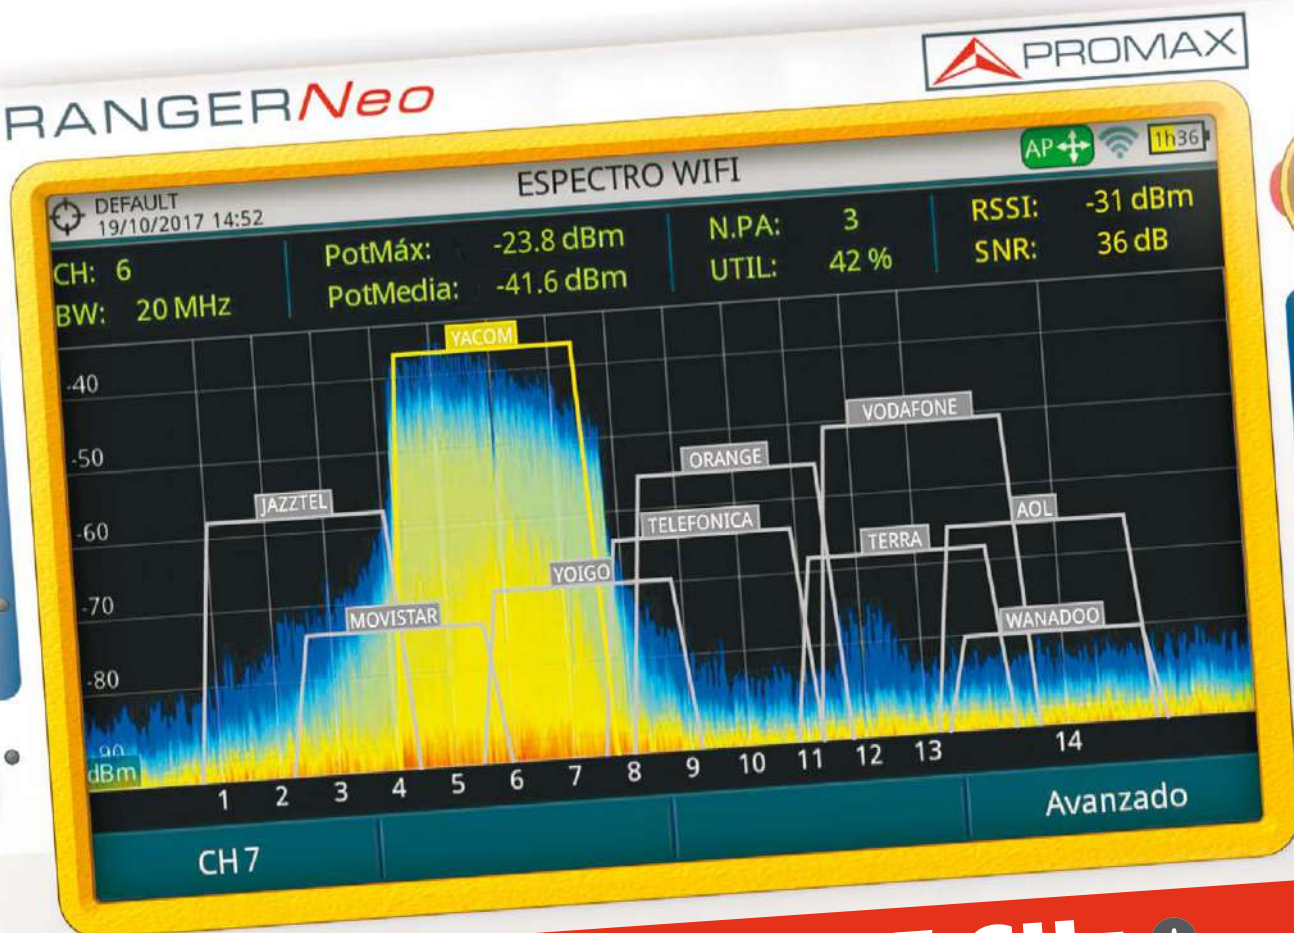 RANGERNeo
PROMAX
DEFAULT
19/10/2017 14:52
ESPECTRO WIFI
AP
1h36
CH: 6
PotMáx: -23.8 dBm
N.PA: 3
RSSI: -31 dBm
BW: 20 MHz
PotMedia: -41.6 dBm
UTIL: 42 %
SNR: 36 dB
YACOM
-40
VODAFONE
-50
ORANGE
JAZZTEL
TELEFONICA
AOL
-60
TERRA
YOIGO
-70
MOVISTAR
WANADOO
-80
-90
dBm
1 2 3 4 5 6 7 8 9 10 11 12 13 14
CH 7
Avanzado